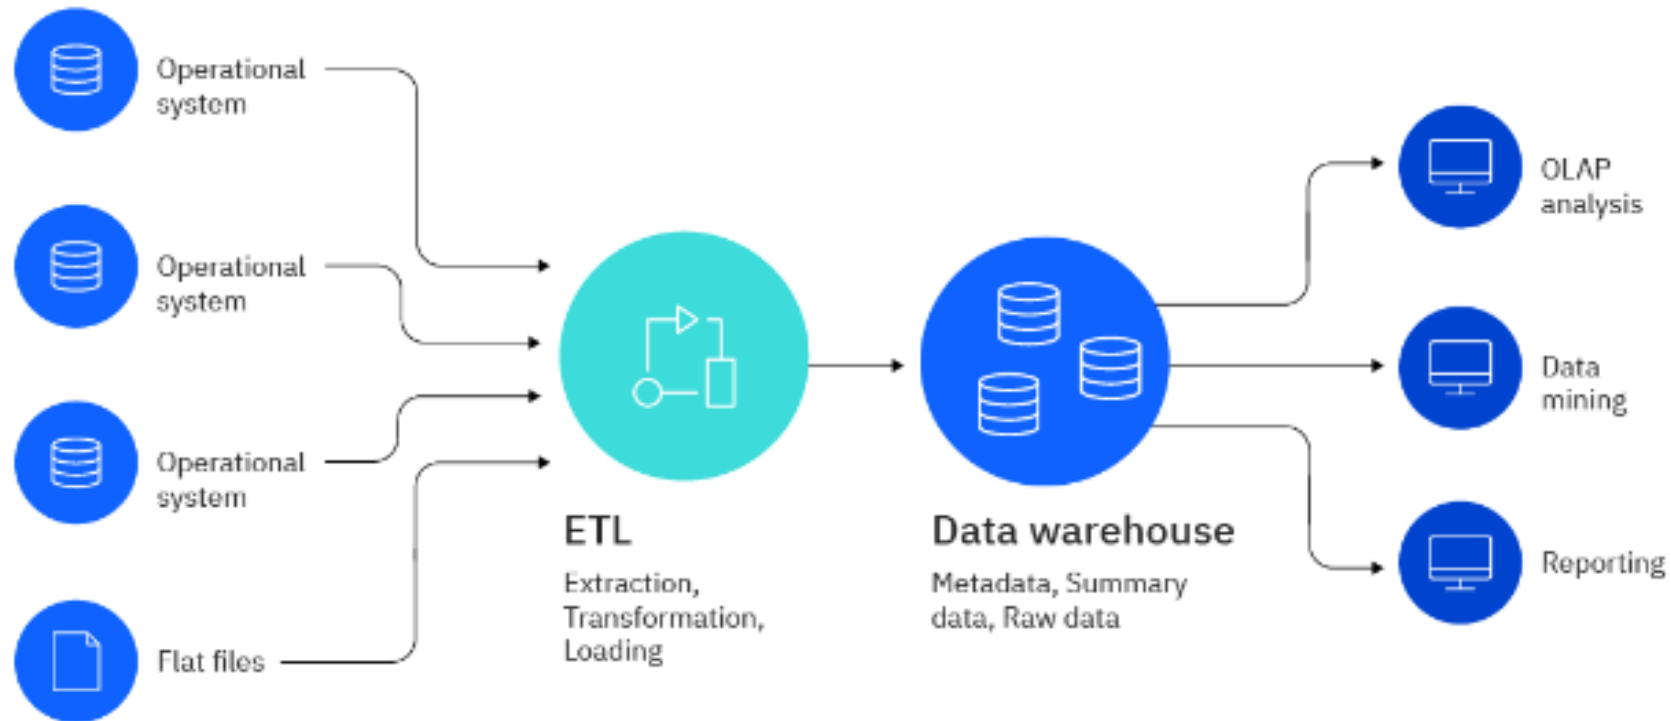 Operational
system
Operational
system
Operational
system
Flat files
ETL
Extraction,
Transformation,
Loading
Data warehouse
Metadata, Summary
data, Raw data
OLAP
analysis
Data
mining
Reporting